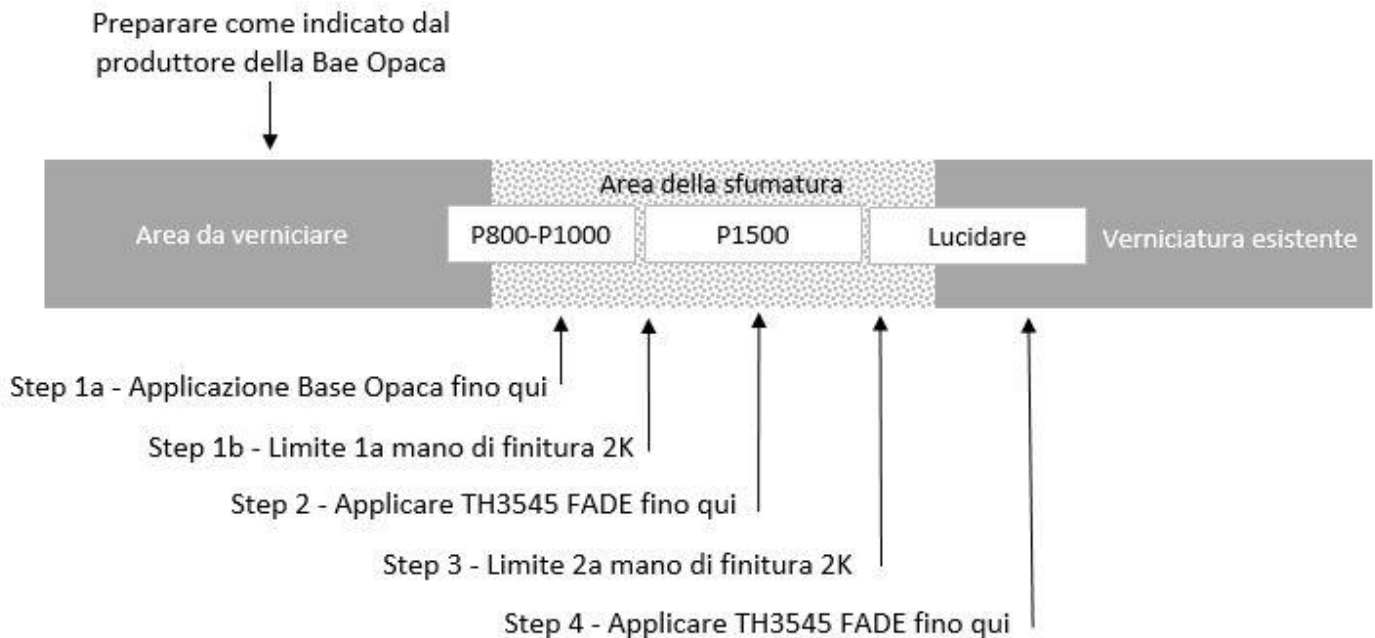 Preparare come indicato dal
produttore della Bae Opaca
Area della sfumatura
Area da verniciare
P800-P1000
P1500
Lucidare
Verniciatura esistente
Step 1a - Applicazione Base Opaca fino qui
Step 1b - Limite 1a mano di finitura 2K
Step 2 - Applicare TH3545 FADE fino qui
Step 3 - Limite 2a mano di finitura 2K
Step 4 - Applicare TH3545 FADE fino qui